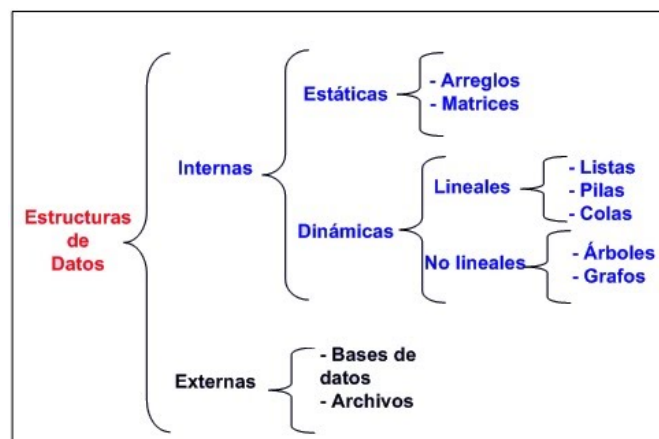 Estructuras
de
Datos
Internas
Estáticas
- Arreglos
- Matrices
Dinámicas
Lineales
- Listas
- Pilas
- Colas
No lineales
- Árboles
- Grafos
Externas
- Bases de
datos
- Archivos